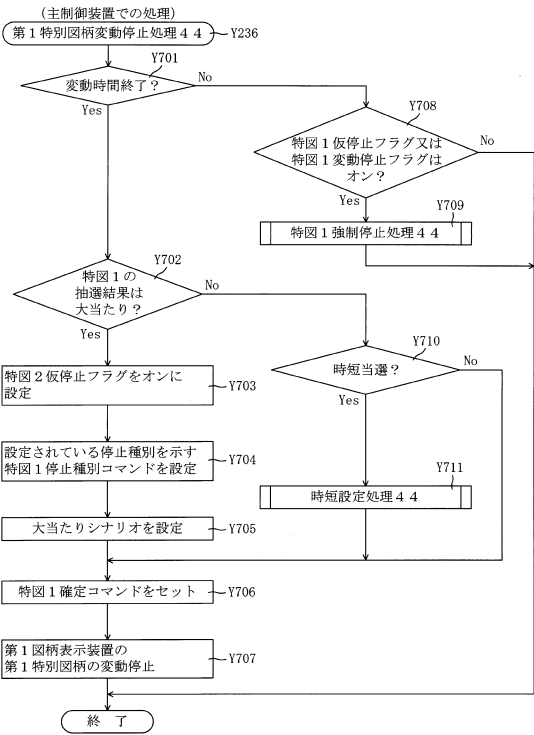 (主制御装置での処理)
第1特別図柄変動停止処理44
Y236
Y701
変動時間終了?
No
Yes
Y708
特図1仮停止フラグ又は
特図1変動停止フラグは
オン?
No
Yes
Y709
特図1強制停止処理44
Y702
特図1の
抽選結果は
大当たり?
No
Yes
Y710
時短当選?
No
Yes
特図2仮停止フラグをオンに
設定
Y703
設定されている停止種別を示す
特図1停止種別コマンドを設定
Y704
Y711
時短設定処理44
大当たりシナリオを設定
Y705
特図1確定コマンドをセット
Y706
第1図柄表示装置の
第1特別図柄の変動停止
Y707
終 了